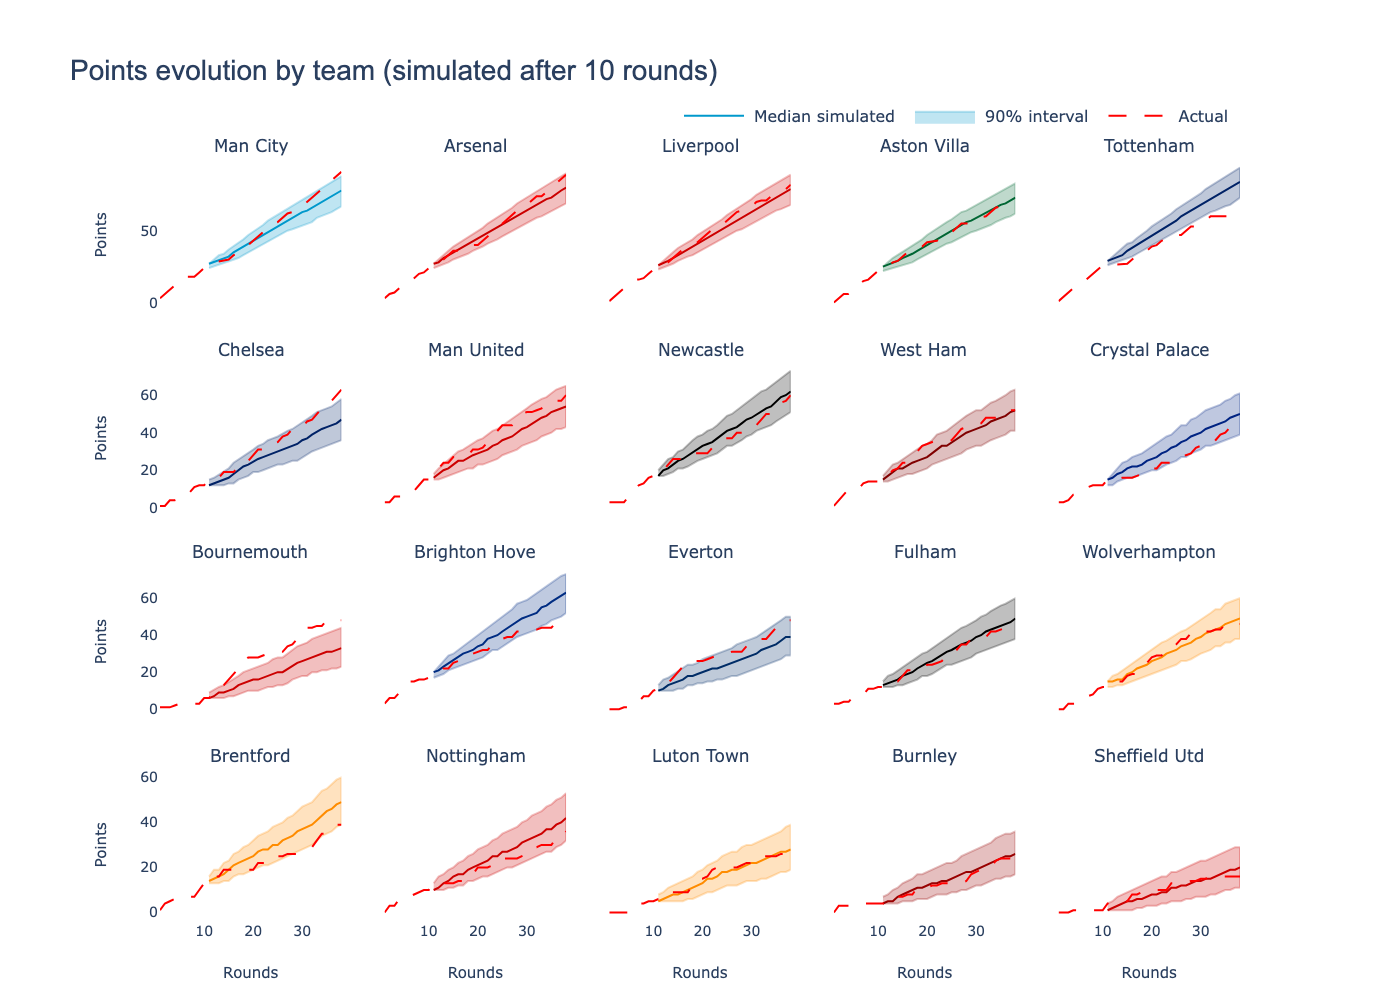 Points evolution by team (simulated after 10 rounds)
Median simulated 90% interval Actual
Man City Arsenal Liverpool Aston Villa Tottenham
Points
50
0
Chelsea Man United Newcastle West Ham Crystal Palace
Points
60
40
20
0
Bournemouth Brighton Hove Everton Fulham Wolverhampton
Points
60
40
20
0
Brentford Nottingham Luton Town Burnley Sheffield Utd
Points
60
40
20
0
10 20 30 10 20 30 10 20 30 10 20 30 10 20 30
Rounds Rounds Rounds Rounds Rounds